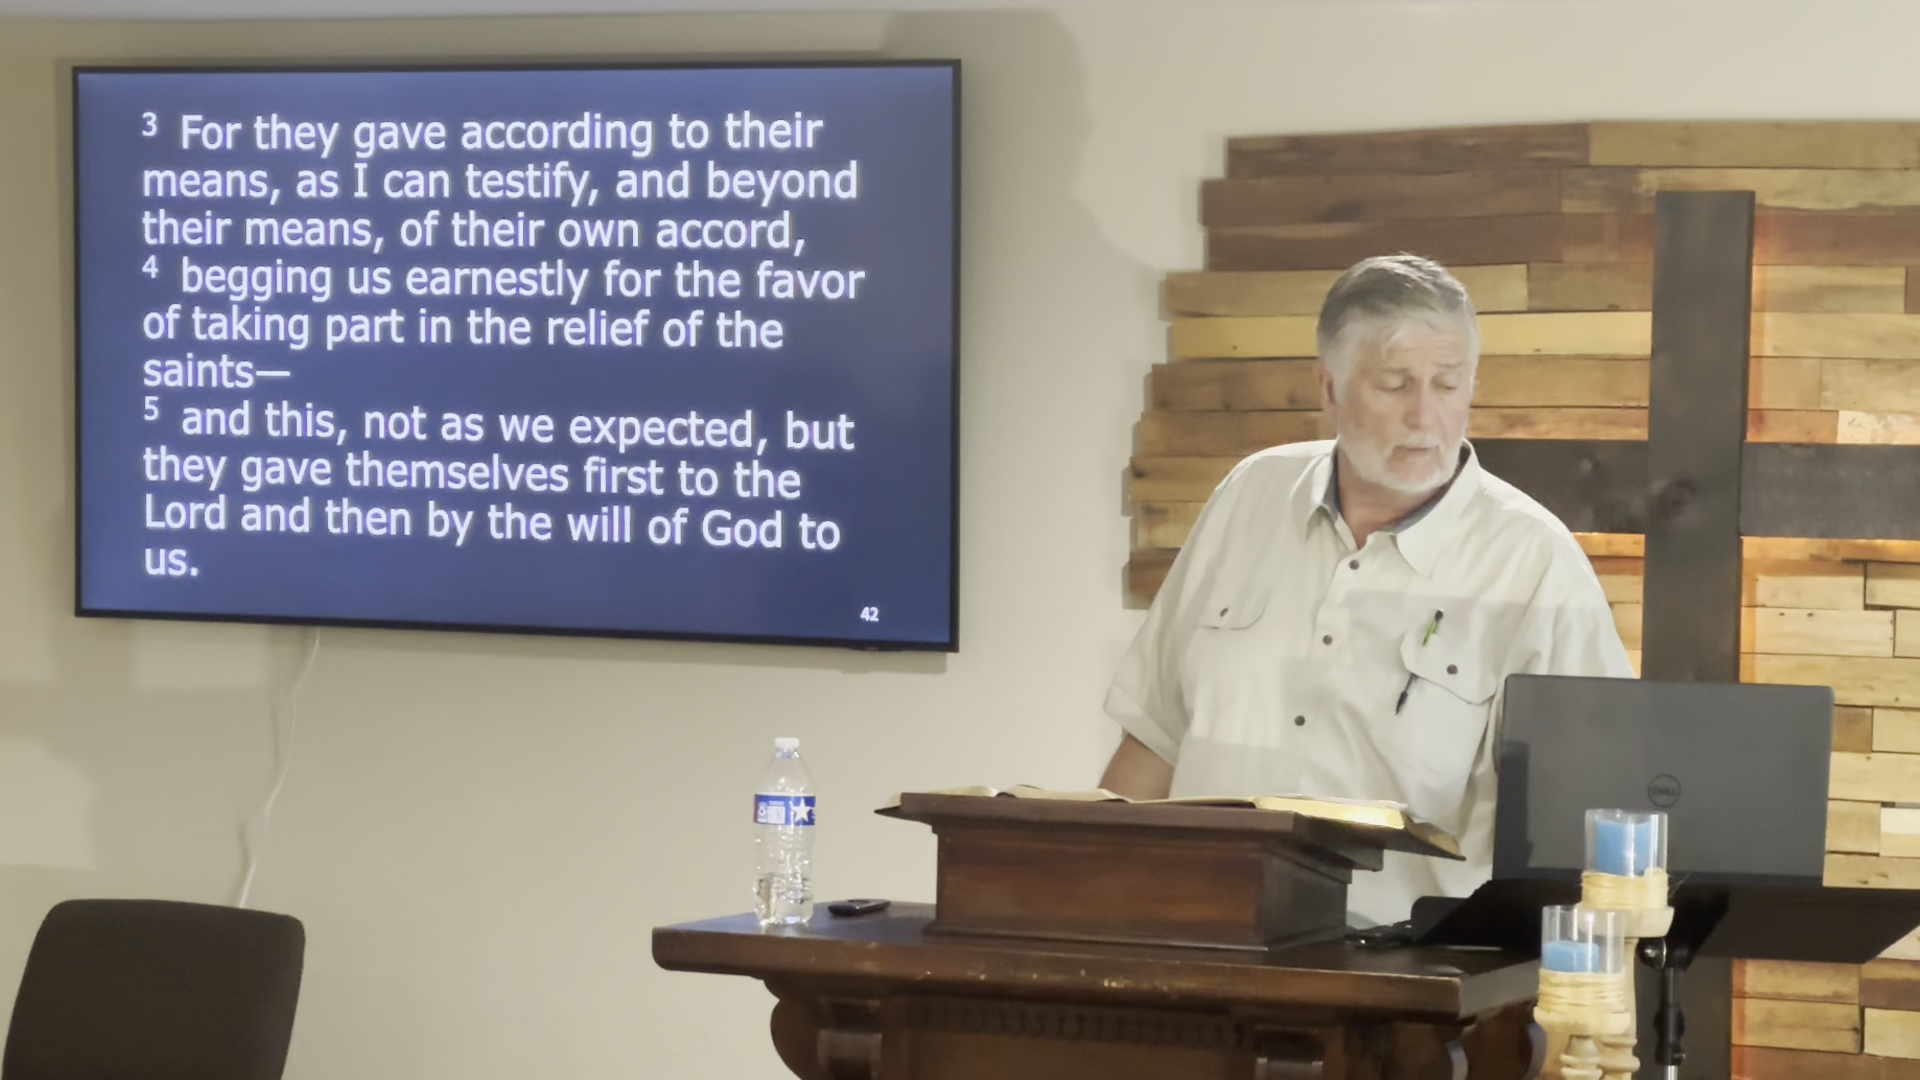 3 For they gave according to their
means, as I can testify, and beyond
their means, of their own accord,
4 begging us earnestly for the favor
of taking part in the relief of the
saints—
5 and this, not as we expected, but
they gave themselves first to the
Lord and then by the will of God to
us.
42
DELL